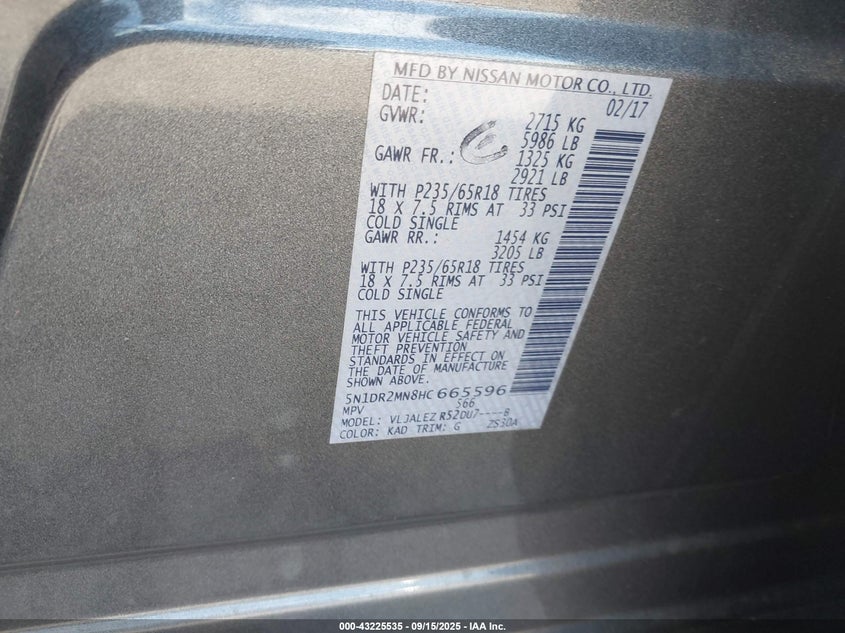 MFD BY NISSAN MOTOR CO., LTD.
DATE: 02/17
GVWR: 2715 KG
5986 LB
GAWR FR.: 1325 KG
2921 LB
WITH P235/65R18 TIRES
18 X 7.5 RIMS AT 33 PSI
COLD SINGLE
GAWR RR.: 1454 KG
3205 LB
WITH P235/65R18 TIRES
18 X 7.5 RIMS AT 33 PSI
COLD SINGLE
THIS VEHICLE CONFORMS TO
ALL APPLICABLE FEDERAL
MOTOR VEHICLE SAFETY AND
THEFT PREVENTION
STANDARDS IN EFFECT ON
THE DATE OF MANUFACTURE
SHOWN ABOVE.
5N1DR2MN8HC665596
MPV S66
MODEL: VLJALEZ R52DU7----B
COLOR: KAD TRIM: G ZS30A
000-43225535 - 09/15/2025 - IAA Inc.